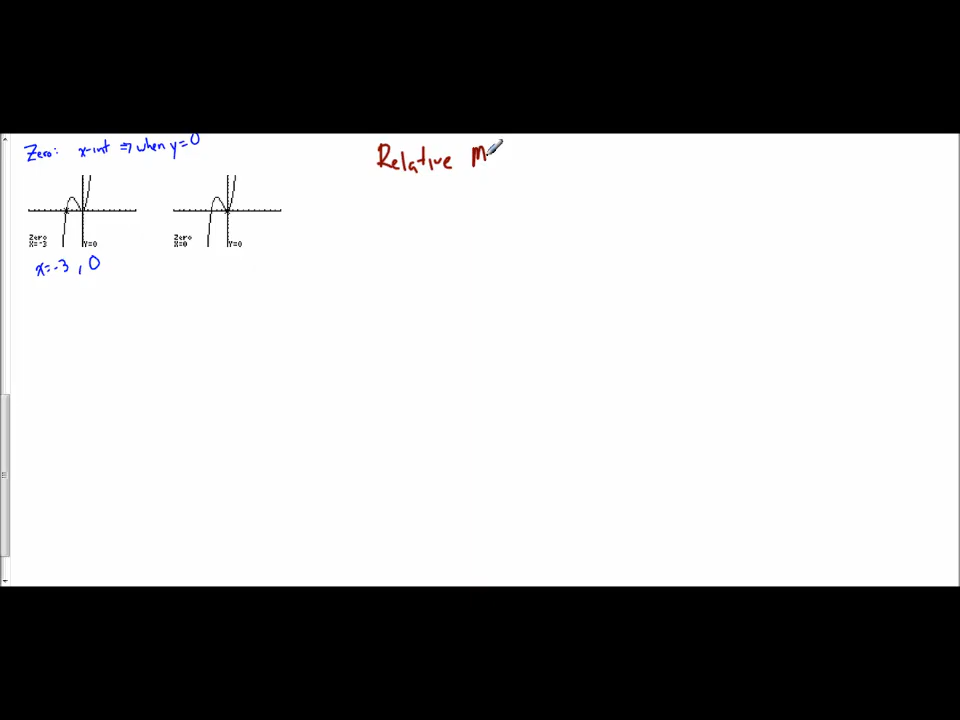 Zero: x-int ⇒ when y=0
Relative M
Zero
X=-3 Y=0
Zero
X=0 Y=0
x=-3, 0